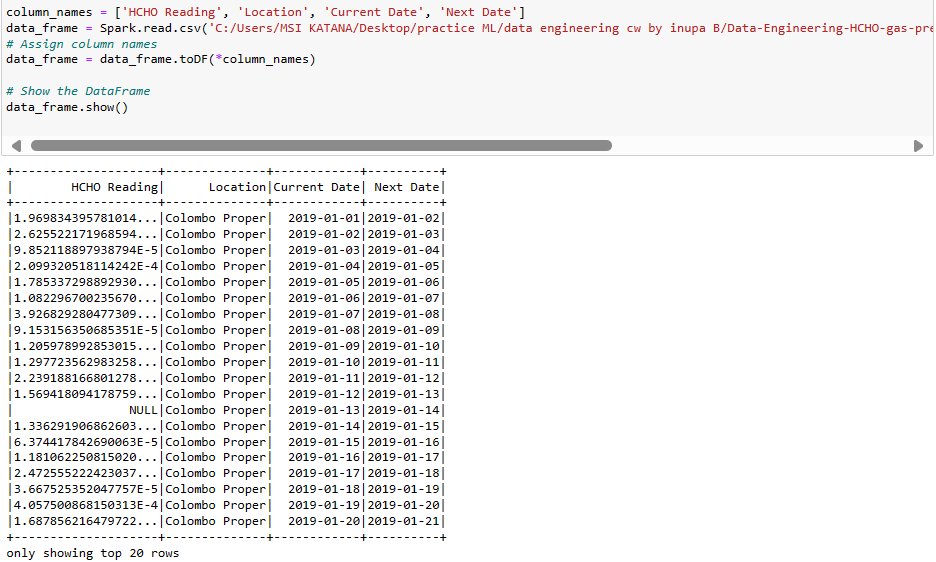 column_names = ['HCHO Reading', 'Location', 'Current Date', 'Next Date']
data_frame = Spark.read.csv('C:/Users/MSI KATANA/Desktop/practice ML/data engineering cw by inupa B/Data-Engineering-HCHO-gas-pre
# Assign column names
data_frame = data_frame.toDF(*column_names)
# Show the DataFrame
data_frame.show()
+-------------------+--------------+------------+----------+
|       HCHO Reading|      Location|Current Date| Next Date|
+-------------------+--------------+------------+----------+
|1.969834395781014...|Colombo Proper|  2019-01-01|2019-01-02|
|2.625522171968594...|Colombo Proper|  2019-01-02|2019-01-03|
|9.852118897938794E-5|Colombo Proper|  2019-01-03|2019-01-04|
|2.099320518114242E-4|Colombo Proper|  2019-01-04|2019-01-05|
|1.785337298892930...|Colombo Proper|  2019-01-05|2019-01-06|
|1.082296700235670...|Colombo Proper|  2019-01-06|2019-01-07|
|3.926829280477309...|Colombo Proper|  2019-01-07|2019-01-08|
|9.153156350685351E-5|Colombo Proper|  2019-01-08|2019-01-09|
|1.205978992853015...|Colombo Proper|  2019-01-09|2019-01-10|
|1.297723562983258...|Colombo Proper|  2019-01-10|2019-01-11|
|2.239188166801278...|Colombo Proper|  2019-01-11|2019-01-12|
|1.569418094178759...|Colombo Proper|  2019-01-12|2019-01-13|
|                NULL|Colombo Proper|  2019-01-13|2019-01-14|
|1.336291906862603...|Colombo Proper|  2019-01-14|2019-01-15|
|6.374417842690063E-5|Colombo Proper|  2019-01-15|2019-01-16|
|1.181062250815020...|Colombo Proper|  2019-01-16|2019-01-17|
|2.472555222423037...|Colombo Proper|  2019-01-17|2019-01-18|
|3.667525352047757E-5|Colombo Proper|  2019-01-18|2019-01-19|
|4.057500868150313E-4|Colombo Proper|  2019-01-19|2019-01-20|
|1.687856216479722...|Colombo Proper|  2019-01-20|2019-01-21|
+-------------------+--------------+------------+----------+
only showing top 20 rows